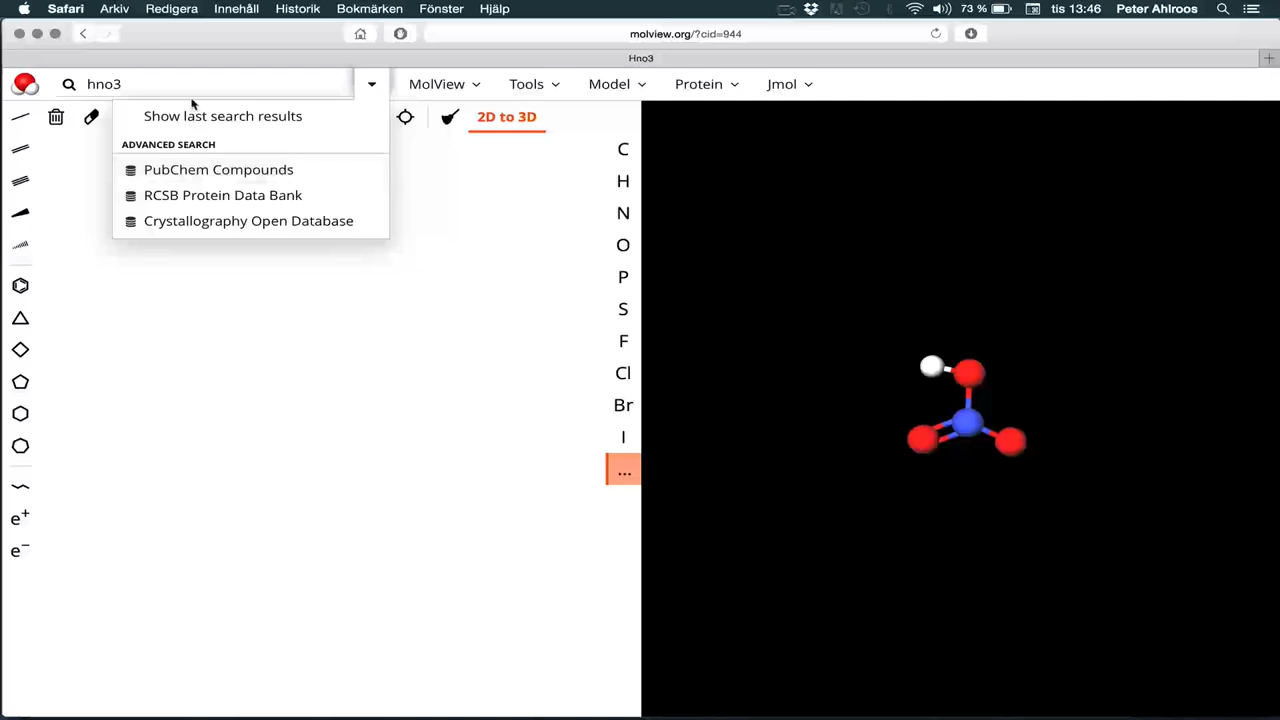 Safari Arkiv Redigera Innehåll Historik Bokmärken Fönster Hjälp 73 % tis 13:46 Peter Ahlroos
molview.org/?cid=944
Hno3
hno3 MolView Tools Model Protein Jmol
Show last search results
2D to 3D
ADVANCED SEARCH
PubChem Compounds
RCSB Protein Data Bank
Crystallography Open Database
C
H
N
O
P
S
F
Cl
Br
I
...
e+
e−